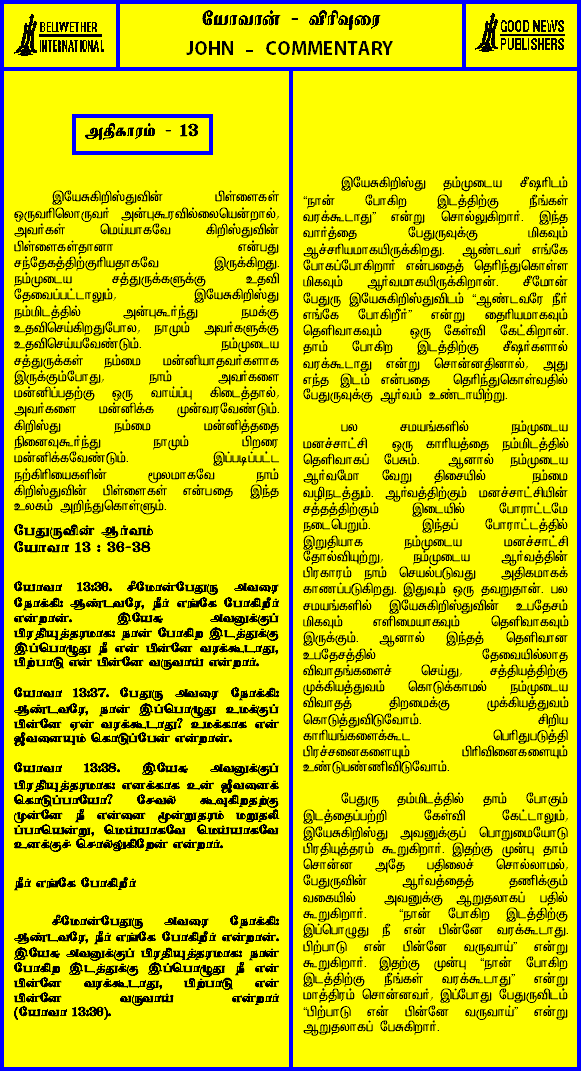 BELLWETHER
INTERNATIONAL
யோவான் - விரிவுரை
JOHN - COMMENTARY
GOOD NEWS
PUBLISHERS
அதிகாரம் - 13
இயேசுகிறிஸ்துவின் பிள்ளைகள்
ஒருவரிலொருவர் அன்புகூரவில்லையென்றால்,
அவர்கள் மெய்யாகவே கிறிஸ்துவின்
பிள்ளைகள்தானா என்பது
சந்தேகத்திற்குரியதாகவே இருக்கிறது.
நம்முடைய சத்துருக்களுக்கு உதவி
தேவைப்பட்டாலும், இயேசுகிறிஸ்து
நம்மிடத்தில் அன்புகூர்ந்து நமக்கு
உதவிசெய்கிறதுபோல, நாமும் அவர்களுக்கு
உதவிசெய்யவேண்டும். நம்முடைய
சத்துருக்கள் நம்மை மன்னியாதவர்களாக
இருக்கும்போது, நாம் அவர்களை
மன்னிப்பதற்கு ஒரு வாய்ப்பு கிடைத்தால்,
அவர்களை மன்னிக்க முன்வரவேண்டும்.
கிறிஸ்து நம்மை மன்னித்ததை
நினைவுகூர்ந்து நாமும் பிறரை
மன்னிக்கவேண்டும். இப்படிப்பட்ட
நற்கிரியைகளின் மூலமாகவே நாம்
கிறிஸ்துவின் பிள்ளைகள் என்பதை இந்த
உலகம் அறிந்துகொள்ளும்.
பேதுருவின் ஆர்வம்
யோவா 13 : 36-38
யோவா 13:36. சீமோன்பேதுரு அவரை
நோக்கி: ஆண்டவரே, நீர் எங்கே போகிறீர்
என்றான். இயேசு அவனுக்குப்
பிரதியுத்தரமாக: நான் போகிற இடத்துக்கு
இப்பொழுது நீ என் பின்னே வரக்கூடாது,
பிற்பாடு என் பின்னே வருவாய் என்றார்.
யோவா 13:37. பேதுரு அவரை நோக்கி:
ஆண்டவரே, நான் இப்பொழுது உமக்குப்
பின்னே ஏன் வரக்கூடாது? உமக்காக என்
ஜீவனையும் கொடுப்பேன் என்றான்.
யோவா 13:38. இயேசு அவனுக்குப்
பிரதியுத்தரமாக: எனக்காக உன் ஜீவனைக்
கொடுப்பாயோ? சேவல் கூவுகிறதற்கு
முன்னே நீ என்னை மூன்றுதரம் மறுதலி
ப்பாயென்று, மெய்யாகவே மெய்யாகவே
உனக்குச் சொல்லுகிறேன் என்றார்.
நீர் எங்கே போகிறீர்
சீமோன்பேதுரு அவரை நோக்கி:
ஆண்டவரே, நீர் எங்கே போகிறீர் என்றான்.
இயேசு அவனுக்குப் பிரதியுத்தரமாக: நான்
போகிற இடத்துக்கு இப்பொழுது நீ என்
பின்னே வரக்கூடாது, பிற்பாடு என்
பின்னே வருவாய் என்றார்
(யோவா 13:36).
இயேசுகிறிஸ்து தம்முடைய சீஷரிடம்
“நான் போகிற இடத்திற்கு நீங்கள்
வரக்கூடாது” என்று சொல்லுகிறார். இந்த
வார்த்தை பேதுருவுக்கு மிகவும்
ஆச்சரியமாகயிருக்கிறது. ஆண்டவர் எங்கே
போகப்போகிறார் என்பதைத் தெரிந்துகொள்ள
மிகவும் ஆர்வமாகயிருக்கிறான். சீமோன்
பேதுரு இயேசுகிறிஸ்துவிடம் “ஆண்டவரே நீர்
எங்கே போகிறீர்” என்று தைரியமாகவும்
தெளிவாகவும் ஒரு கேள்வி கேட்கிறான்.
தாம் போகிற இடத்திற்கு சீஷர்களால்
வரக்கூடாது என்று சொன்னதினால், அது
எந்த இடம் என்பதை தெரிந்துகொள்வதில்
பேதுருவுக்கு ஆர்வம் உண்டாயிற்று.
பல சமயங்களில் நம்முடைய
மனச்சாட்சி ஒரு காரியத்தை நம்மிடத்தில்
தெளிவாகப் பேசும். ஆனால் நம்முடைய
ஆர்வமோ வேறு திசையில் நம்மை
வழிநடத்தும். ஆர்வத்திற்கும் மனச்சாட்சியின்
சத்தத்திற்கும் இடையில் போராட்டமே
நடைபெறும். இந்தப் போராட்டத்தில்
இறுதியாக நம்முடைய மனச்சாட்சி
தோல்வியுற்று, நம்முடைய ஆர்வத்தின்
பிரகாரம் நாம் செயல்படுவது அதிகமாகக்
காணப்படுகிறது. இதுவும் ஒரு தவறுதான். பல
சமயங்களில் இயேசுகிறிஸ்துவின் உபதேசம்
மிகவும் எளிமையாகவும் தெளிவாகவும்
இருக்கும். ஆனால் இந்தத் தெளிவான
உபதேசத்தில் தேவையில்லாத
விவாதங்களைச் செய்து, சத்தியத்திற்கு
முக்கியத்துவம் கொடுக்காமல் நம்முடைய
விவாதத் திறமைக்கு முக்கியத்துவம்
கொடுத்துவிடுவோம். சிறிய
காரியங்களைக்கூட பெரிதுபடுத்தி
பிரச்சனைகளையும் பிரிவினைகளையும்
உண்டுபண்ணிவிடுவோம்.
பேதுரு தம்மிடத்தில் தாம் போகும்
இடத்தைப்பற்றி கேள்வி கேட்டாலும்,
இயேசுகிறிஸ்து அவனுக்குப் பொறுமையோடு
பிரதியுத்தரம் கூறுகிறார். இதற்கு முன்பு தாம்
சொன்ன அதே பதிலைச் சொல்லாமல்,
பேதுருவின் ஆர்வத்தைத் தணிக்கும்
வகையில் அவனுக்கு ஆறுதலாகப் பதில்
கூறுகிறார். “நான் போகிற இடத்திற்கு
இப்பொழுது நீ என் பின்னே வரக்கூடாது.
பிற்பாடு என் பின்னே வருவாய்” என்று
கூறுகிறார். இதற்கு முன்பு “நான் போகிற
இடத்திற்கு நீங்கள் வரக்கூடாது” என்று
மாத்திரம் சொன்னவர், இப்போது பேதுருவிடம்
“பிற்பாடு என் பின்னே வருவாய்” என்று
ஆறுதலாகப் பேசுகிறார்.